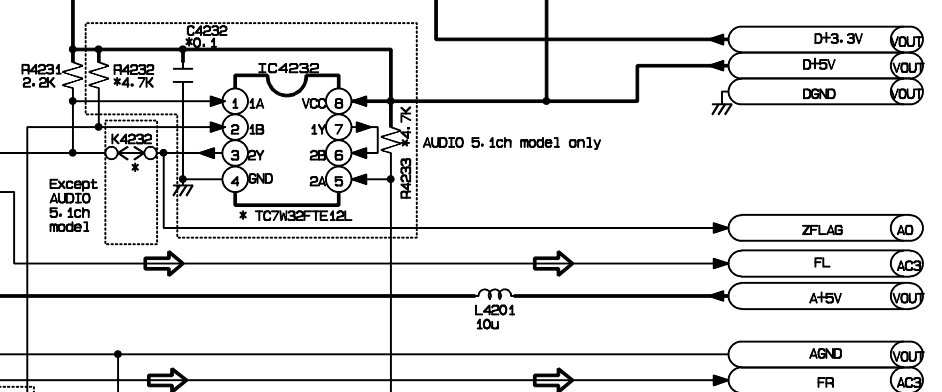 C4232
*0.1
R4231
2.2K
R4232
*4.7K
IC4232
1 1A
2 1B
3 2Y
4 GND
VCC 8
1Y 7
2B 6
2A 5
*4.7K
R4233
K4232
*
Except
AUDIO
5.1ch
model
* TC7W32FTE12L
AUDIO 5.1ch model only
D+3.3V VOUT
D+5V VOUT
DGND VOUT
ZFLAG AO
FL AC3
A+5V VOUT
L4201
10u
AGND VOUT
FR AC3